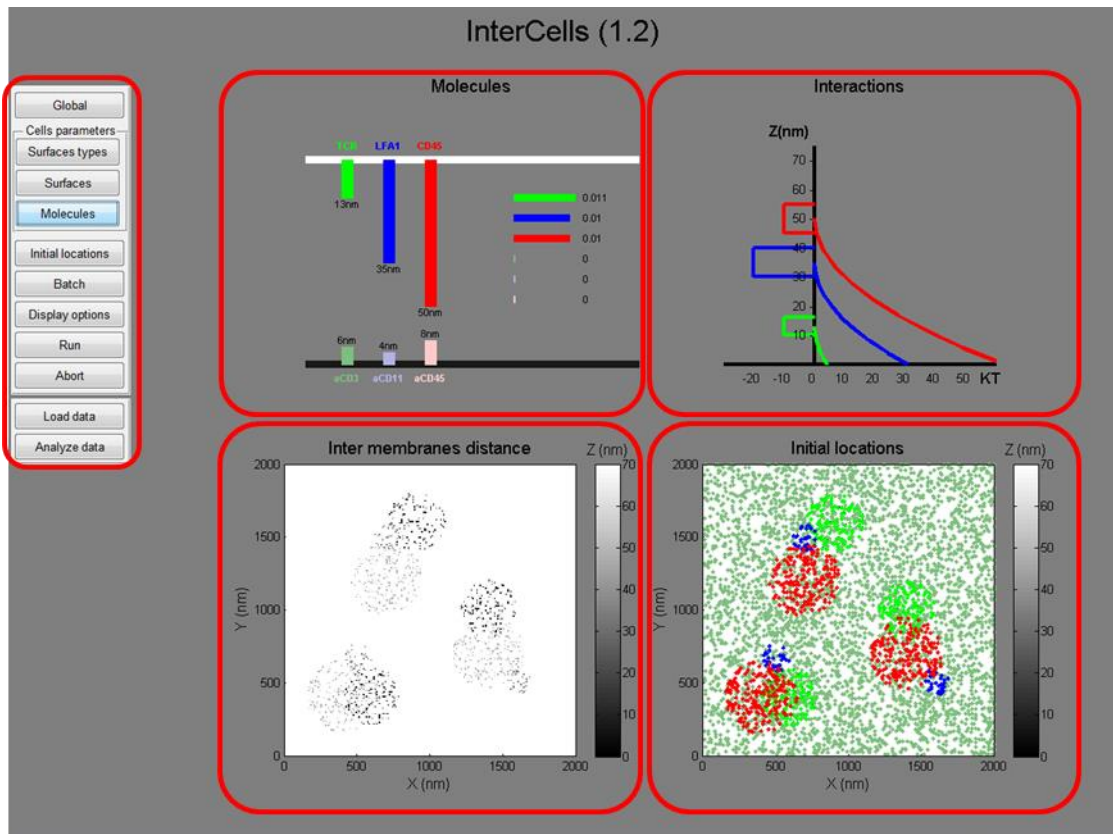 InterCells (1.2)
Global
Cells parameters
Surfaces types
Surfaces
Molecules
Initial locations
Batch
Display options
Run
Abort
Load data
Analyze data
Molecules
TCR LFA1 CD45
13nm
35nm
50nm
0.011
0.01
0.01
0
0
0
6nm 4nm 8nm
aCD3 aCD11 aCD45
Interactions
Z(nm)
70
60
50
40
30
20
10
-20 -10 0 10 20 30 40 50 KT
Inter membranes distance
Z (nm)
2000
1500
1000
500
0
Y (nm)
0 500 1000 1500 2000
X (nm)
70
60
50
40
30
20
10
0
Initial locations
Z (nm)
2000
1500
1000
500
0
Y (nm)
0 500 1000 1500 2000
X (nm)
70
60
50
40
30
20
10
0